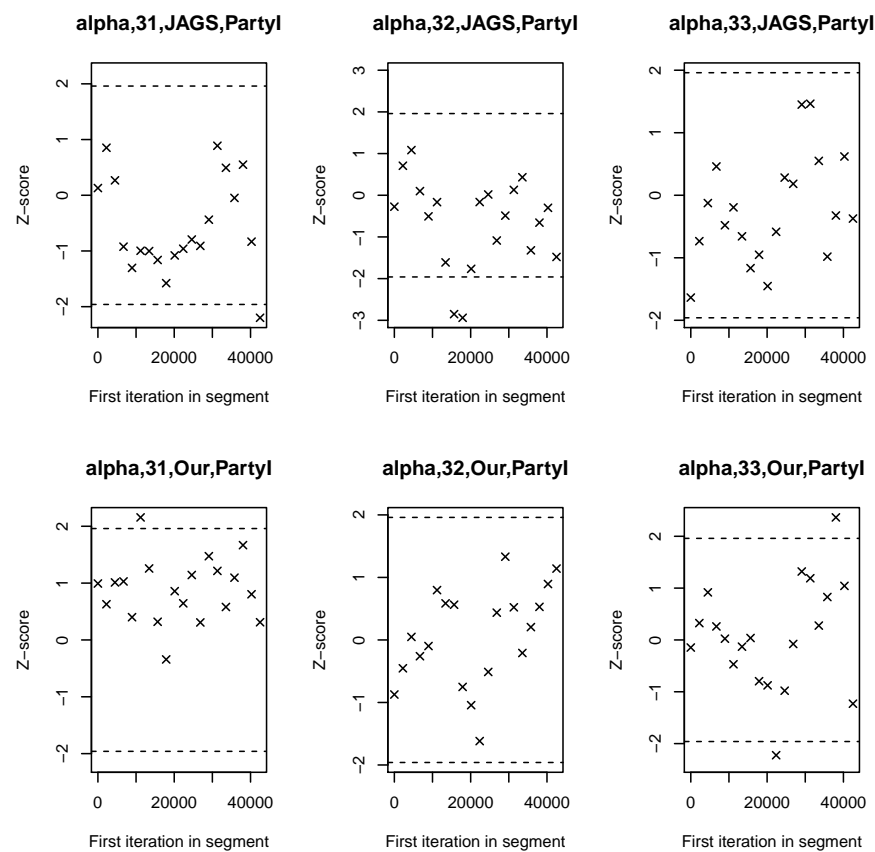 alpha,31,JAGS,PartyI
alpha,32,JAGS,PartyI
alpha,33,JAGS,PartyI
Z−score
2
1
0
−1
−2
0
20000
40000
First iteration in segment
Z−score
3
2
1
0
−1
−2
−3
0
20000
40000
First iteration in segment
Z−score
2
1
0
−1
−2
0
20000
40000
First iteration in segment
alpha,31,Our,PartyI
alpha,32,Our,PartyI
alpha,33,Our,PartyI
Z−score
2
1
0
−1
−2
0
20000
40000
First iteration in segment
Z−score
2
1
0
−1
−2
0
20000
40000
First iteration in segment
Z−score
2
1
0
−1
−2
0
20000
40000
First iteration in segment